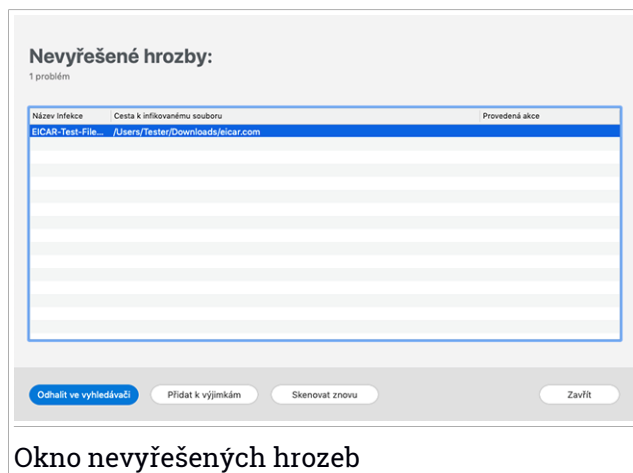 Nevyřešené hrozby:
1 problém
Název Infekce Cesta k infikovanému souboru Provedená akce
EICAR-Test-File... /Users/Tester/Downloads/eicar.com
Odhalit ve vyhledávači Přidat k výjimkám Skenovat znovu Zavřít
Okno nevyřešených hrozeb